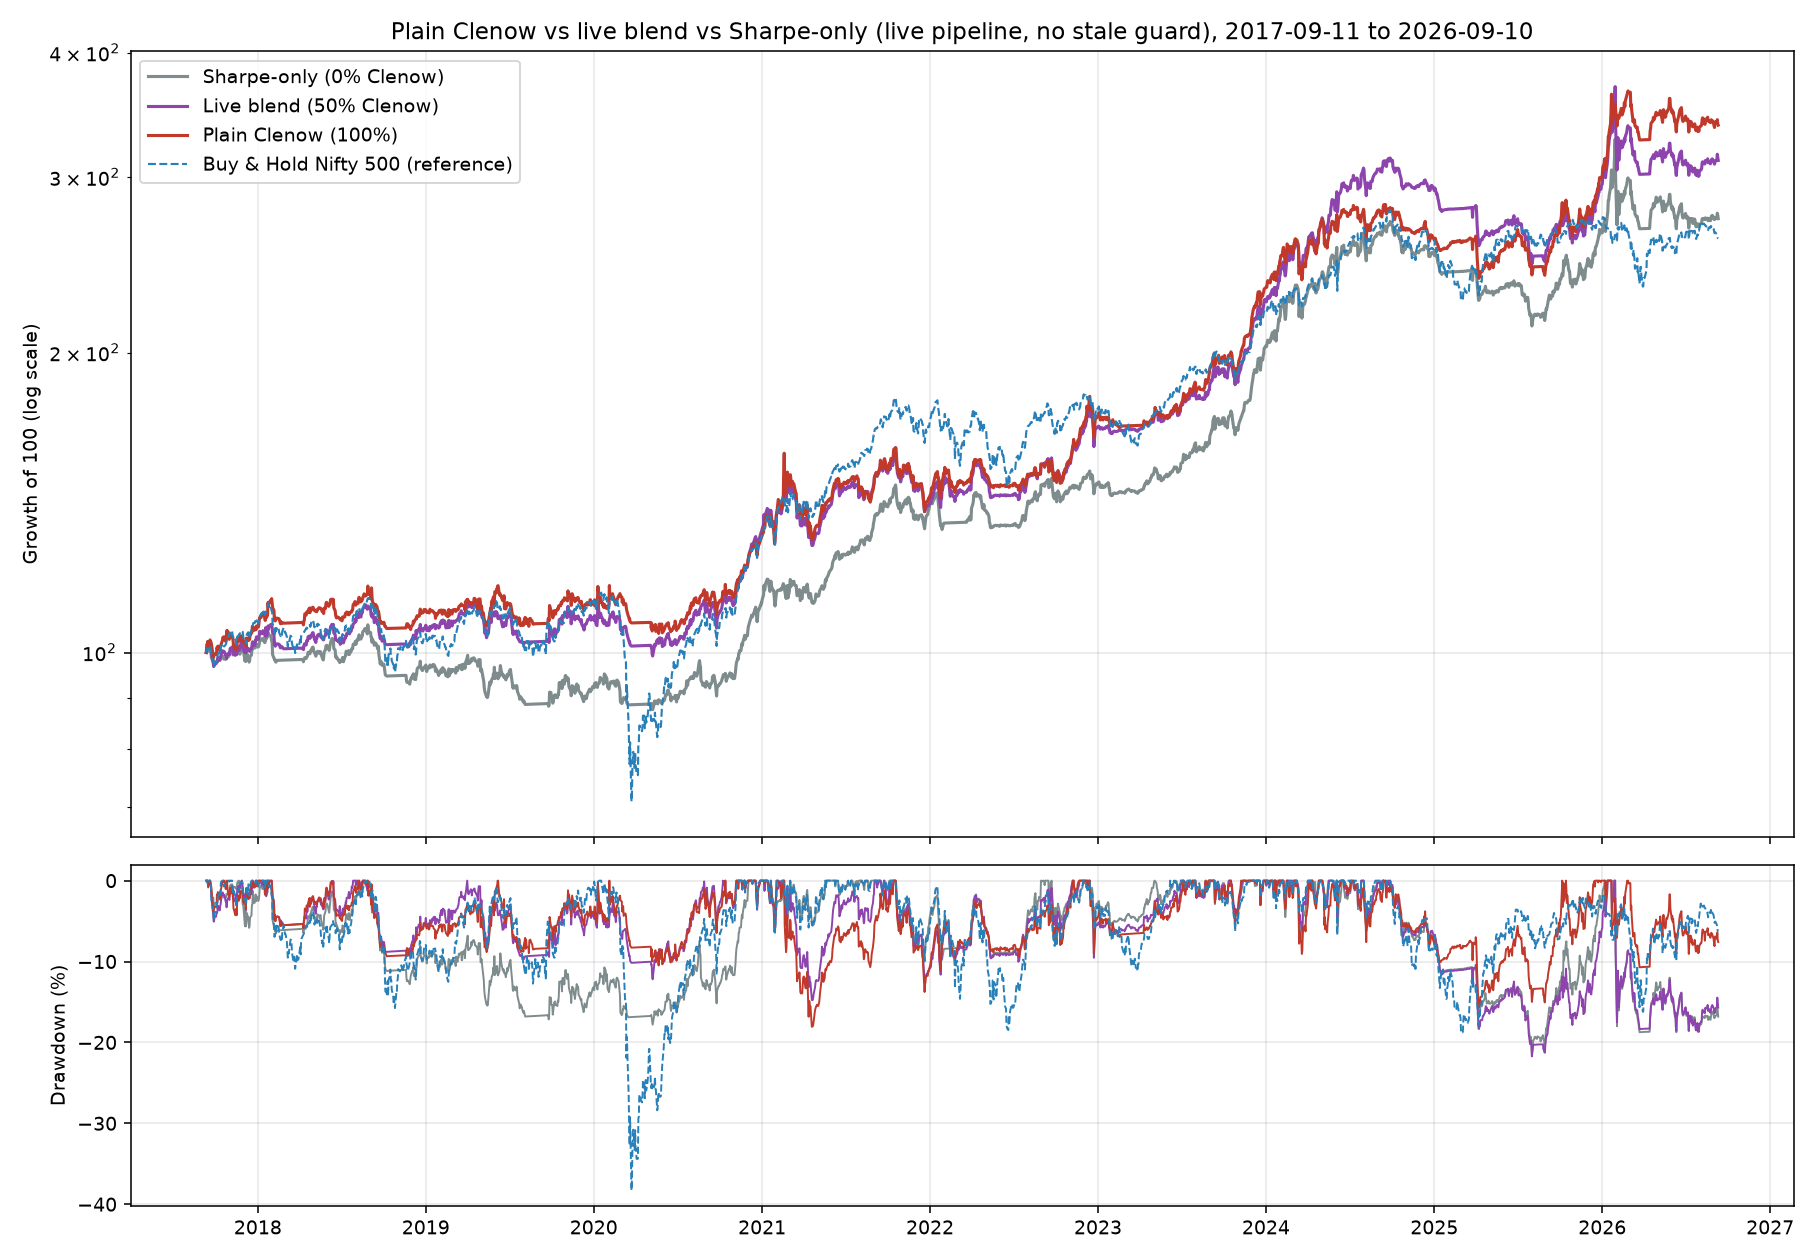 Plain Clenow vs live blend vs Sharpe-only (live pipeline, no stale guard), 2017-09-11 to 2026-09-10
Sharpe-only (0% Clenow)
Live blend (50% Clenow)
Plain Clenow (100%)
Buy & Hold Nifty 500 (reference)
Growth of 100 (log scale)
4 × 10²
3 × 10²
2 × 10²
10²
Drawdown (%)
0
−10
−20
−30
−40
2018 2019 2020 2021 2022 2023 2024 2025 2026 2027